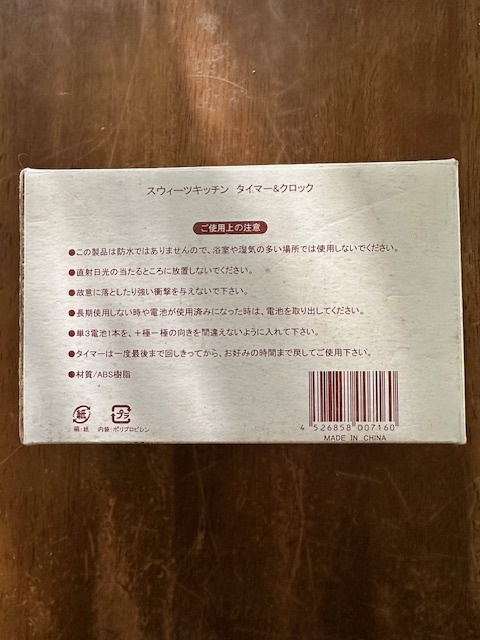 スウィーツキッチン タイマー&クロック
ご使用上の注意
●この製品は防水ではありませんので、浴室や湿気の多い場所では使用しないでください。
●直射日光の当たるところに放置しないでください。
●故意に落としたり強い衝撃を与えないで下さい。
●長期使用しない時や電池が使用済みになった時は、電池を取り出してください。
●単3電池1本を、+極−極の向きを間違えないように入れて下さい。
●タイマーは一度最後まで回しきってから、お好みの時間まで戻してご使用下さい。
●材質/ABS樹脂
紙 プラ
箱:紙 内装:ポリプロピレン
4 526858 007160
MADE IN CHINA